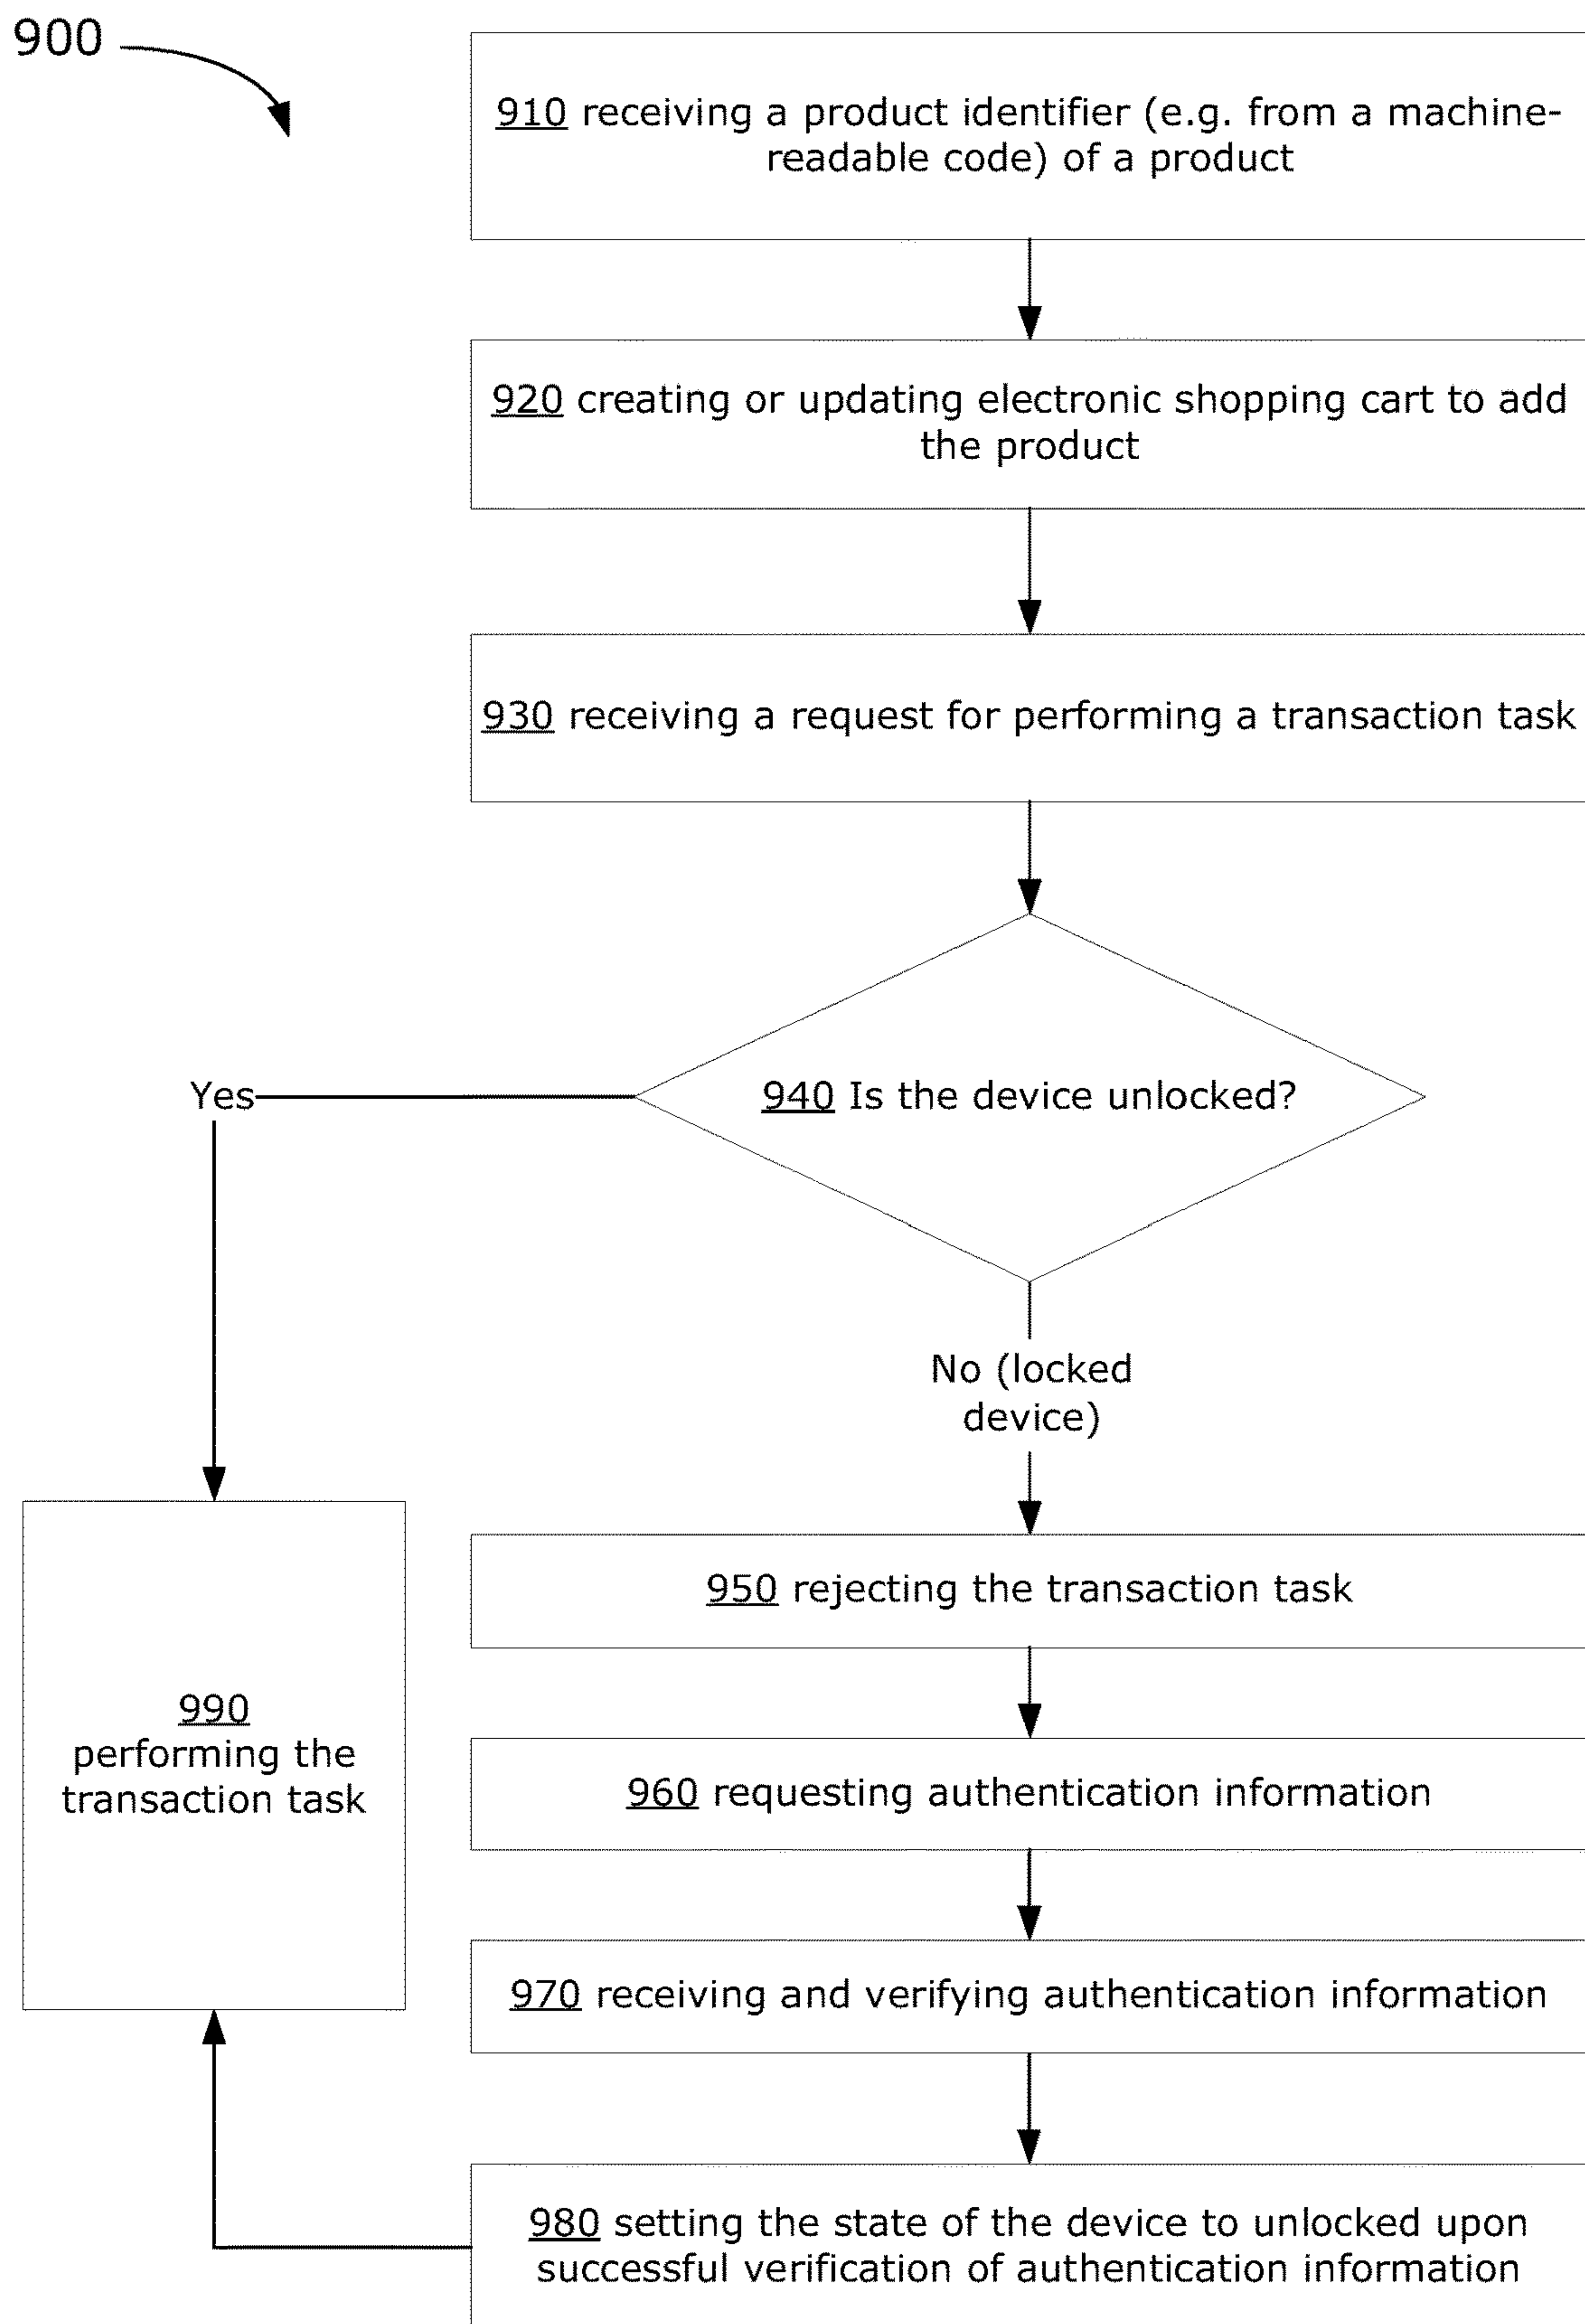 900
910 receiving a product identifier (e.g. from a machine-
readable code) of a product
920 creating or updating electronic shopping cart to add
the product
930 receiving a request for performing a transaction task
940 Is the device unlocked?
Yes
No (locked
device)
950 rejecting the transaction task
960 requesting authentication information
970 receiving and verifying authentication information
980 setting the state of the device to unlocked upon
successful verification of authentication information
990
performing the
transaction task